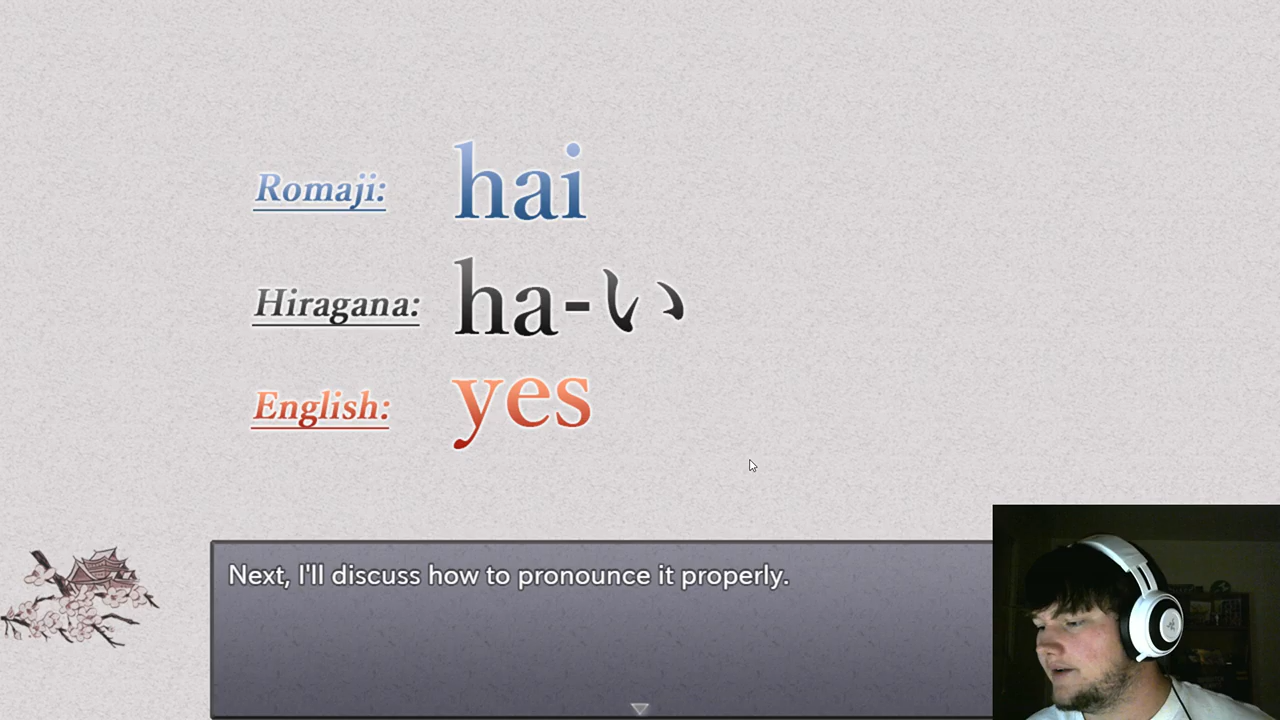 Romaji: hai
Hiragana: ha-い
English: yes
Next, I'll discuss how to pronounce it properly.